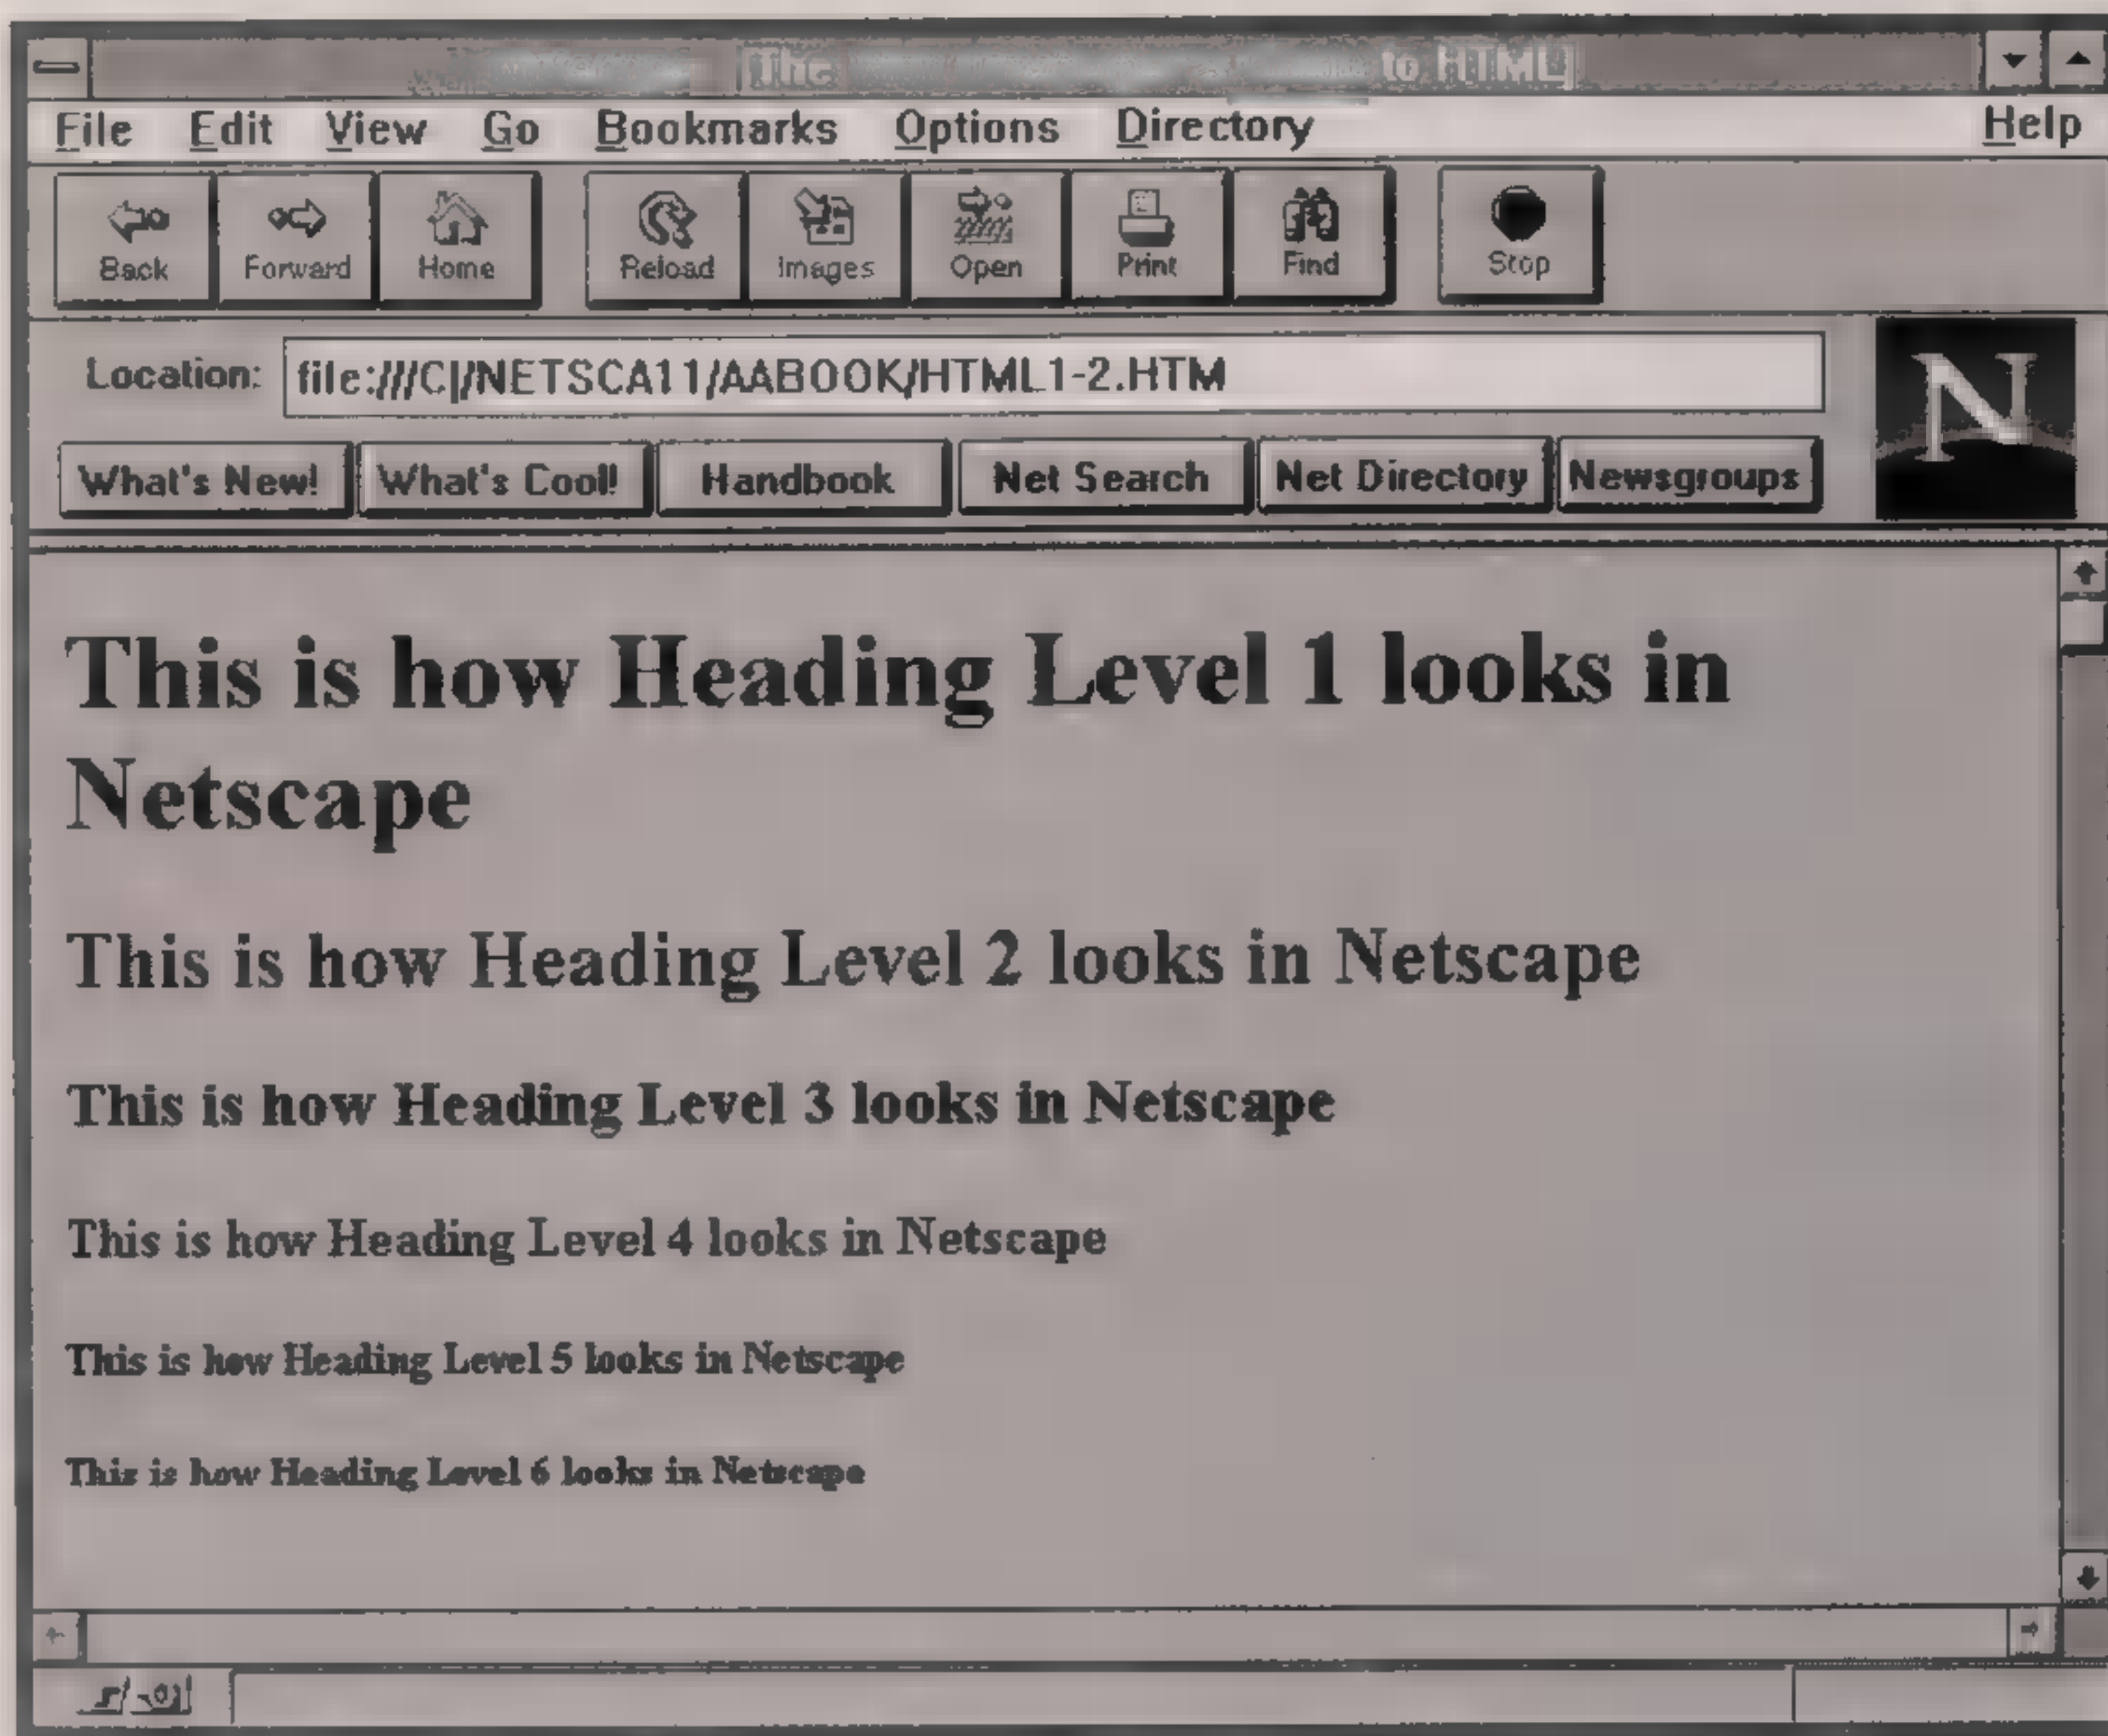 [The to HTML]
File Edit View Go Bookmarks Options Directory Help
Back Forward Home Reload Images Open Print Find Stop
Location: file:///C|/NETSCA11/AABOOK/HTML1-2.HTM
N
What's New! What's Cool! Handbook Net Search Net Directory Newsgroups
This is how Heading Level 1 looks in
Netscape
This is how Heading Level 2 looks in Netscape
This is how Heading Level 3 looks in Netscape
This is how Heading Level 4 looks in Netscape
This is how Heading Level 5 looks in Netscape
This is how Heading Level 6 looks in Netscape